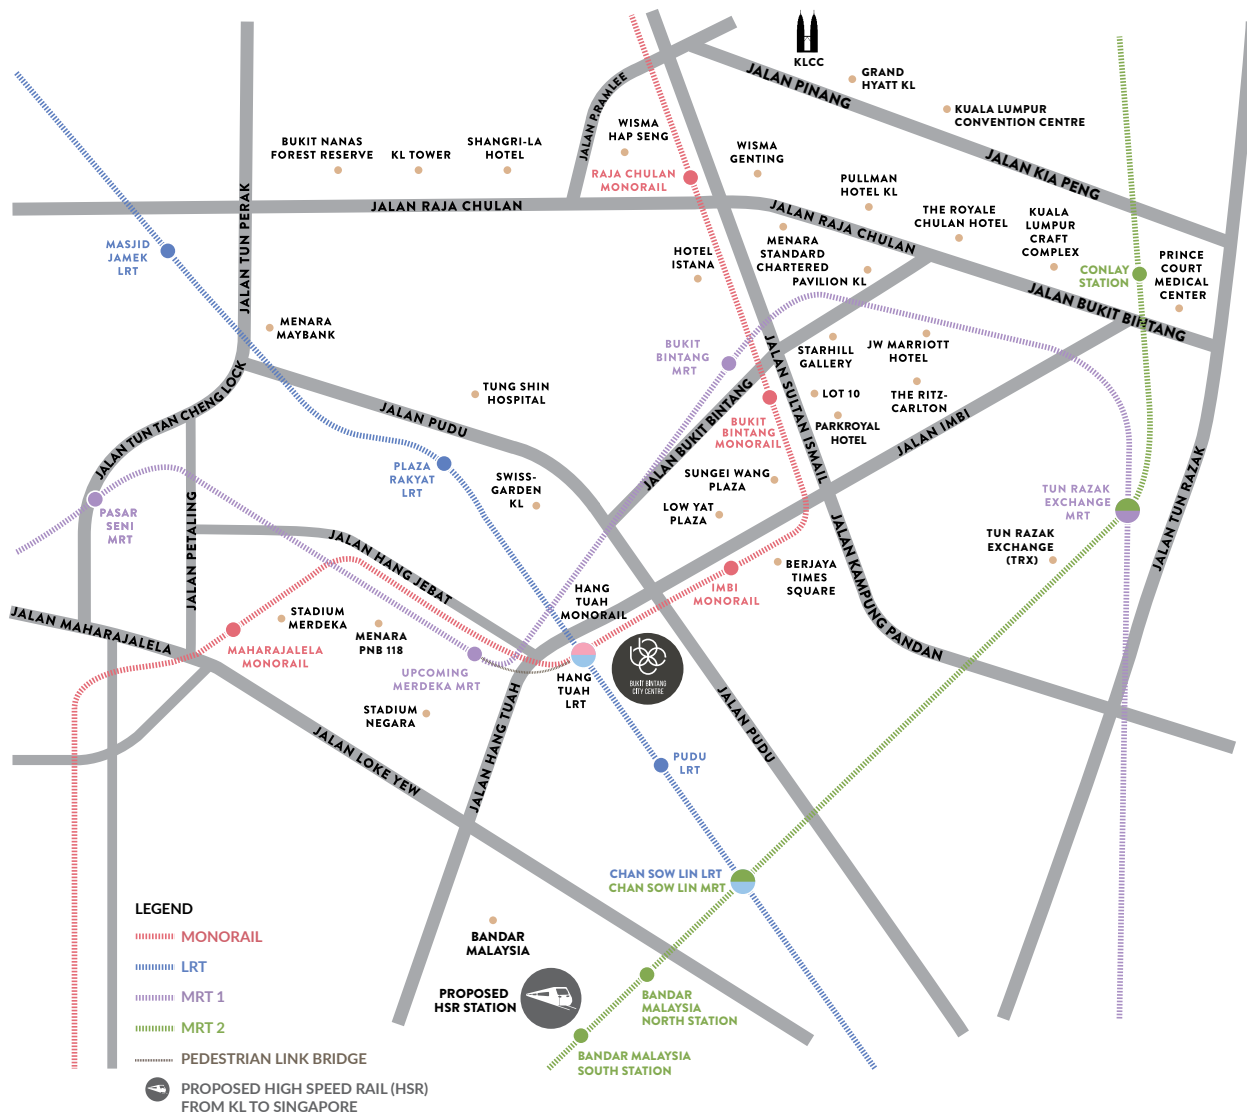 KLCC
GRAND
HYATT KL
JALAN PINANG
KUALA LUMPUR
CONVENTION CENTRE
JALAN P.RAMLEE
WISMA
HAP SENG
BUKIT NANAS
FOREST RESERVE
KL TOWER
SHANGRI-LA
HOTEL
WISMA
GENTING
JALAN KIA PENG
RAJA CHULAN
MONORAIL
PULLMAN
HOTEL KL
JALAN RAJA CHULAN
JALAN RAJA CHULAN
THE ROYALE
CHULAN HOTEL
KUALA
LUMPUR
CRAFT
COMPLEX
JALAN TUN PERAK
MASJID
JAMEK
LRT
HOTEL
ISTANA
MENARA
STANDARD
CHARTERED
PAVILION KL
CONLAY
STATION
PRINCE
COURT
MEDICAL
CENTER
JALAN BUKIT BINTANG
MENARA
MAYBANK
BUKIT
BINTANG
MRT
JALAN SULTAN ISMAIL
STARHILL
GALLERY
JW MARRIOTT
HOTEL
JALAN TUN TAN CHENG LOCK
TUNG SHIN
HOSPITAL
LOT 10
THE RITZ-
CARLTON
JALAN PUDU
JALAN BUKIT BINTANG
BUKIT
BINTANG
MONORAIL
PARKROYAL
HOTEL
JALAN IMBI
PLAZA
RAKYAT
LRT
SWISS-
GARDEN
KL
SUNGEI WANG
PLAZA
LOW YAT
PLAZA
PASAR
SENI
MRT
TUN RAZAK
EXCHANGE
MRT
JALAN TUN RAZAK
TUN RAZAK
EXCHANGE
(TRX)
JALAN PETALING
JALAN HANG JEBAT
JALAN KAMPUNG PANDAN
BERJAYA
TIMES
SQUARE
IMBI
MONORAIL
HANG
TUAH
MONORAIL
JALAN MAHARAJALELA
STADIUM
MERDEKA
MENARA
PNB 118
MAHARAJALELA
MONORAIL
UPCOMING
MERDEKA MRT
HANG
TUAH
LRT
BUKIT BINTANG
CITY CENTRE
STADIUM
NEGARA
JALAN HANG TUAH
JALAN PUDU
JALAN LOKE YEW
PUDU
LRT
CHAN SOW LIN LRT
CHAN SOW LIN MRT
BANDAR
MALAYSIA
PROPOSED
HSR STATION
BANDAR
MALAYSIA
NORTH STATION
BANDAR MALAYSIA
SOUTH STATION
LEGEND
MONORAIL
LRT
MRT 1
MRT 2
PEDESTRIAN LINK BRIDGE
PROPOSED HIGH SPEED RAIL (HSR)
FROM KL TO SINGAPORE